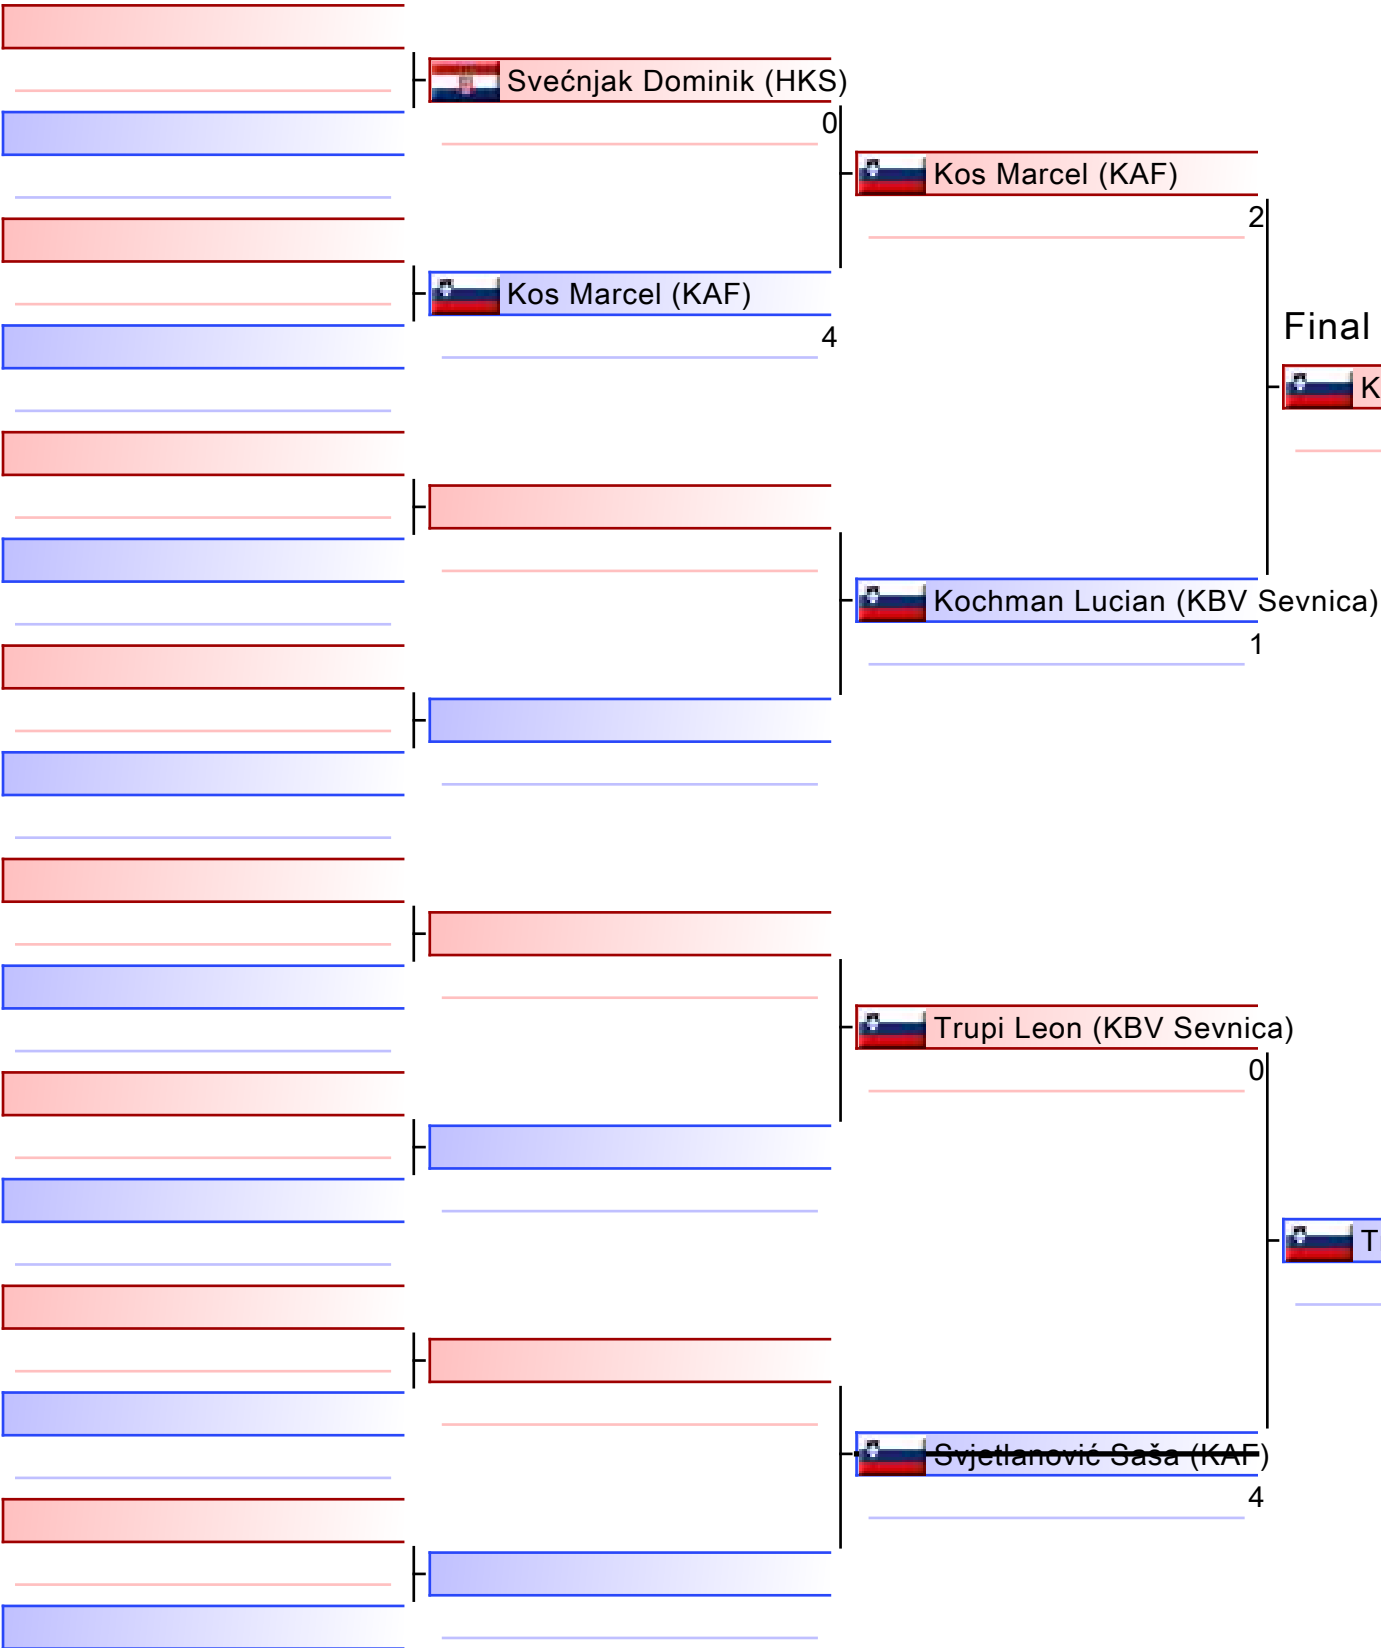 Svećnjak Dominik (HKS)
0
Kos Marcel (KAF)
2
Kos Marcel (KAF)
4
Final
K
Kochman Lucian (KBV Sevnica)
1
Trupi Leon (KBV Sevnica)
0
T
Svjetlanović Saša (KAF)
4